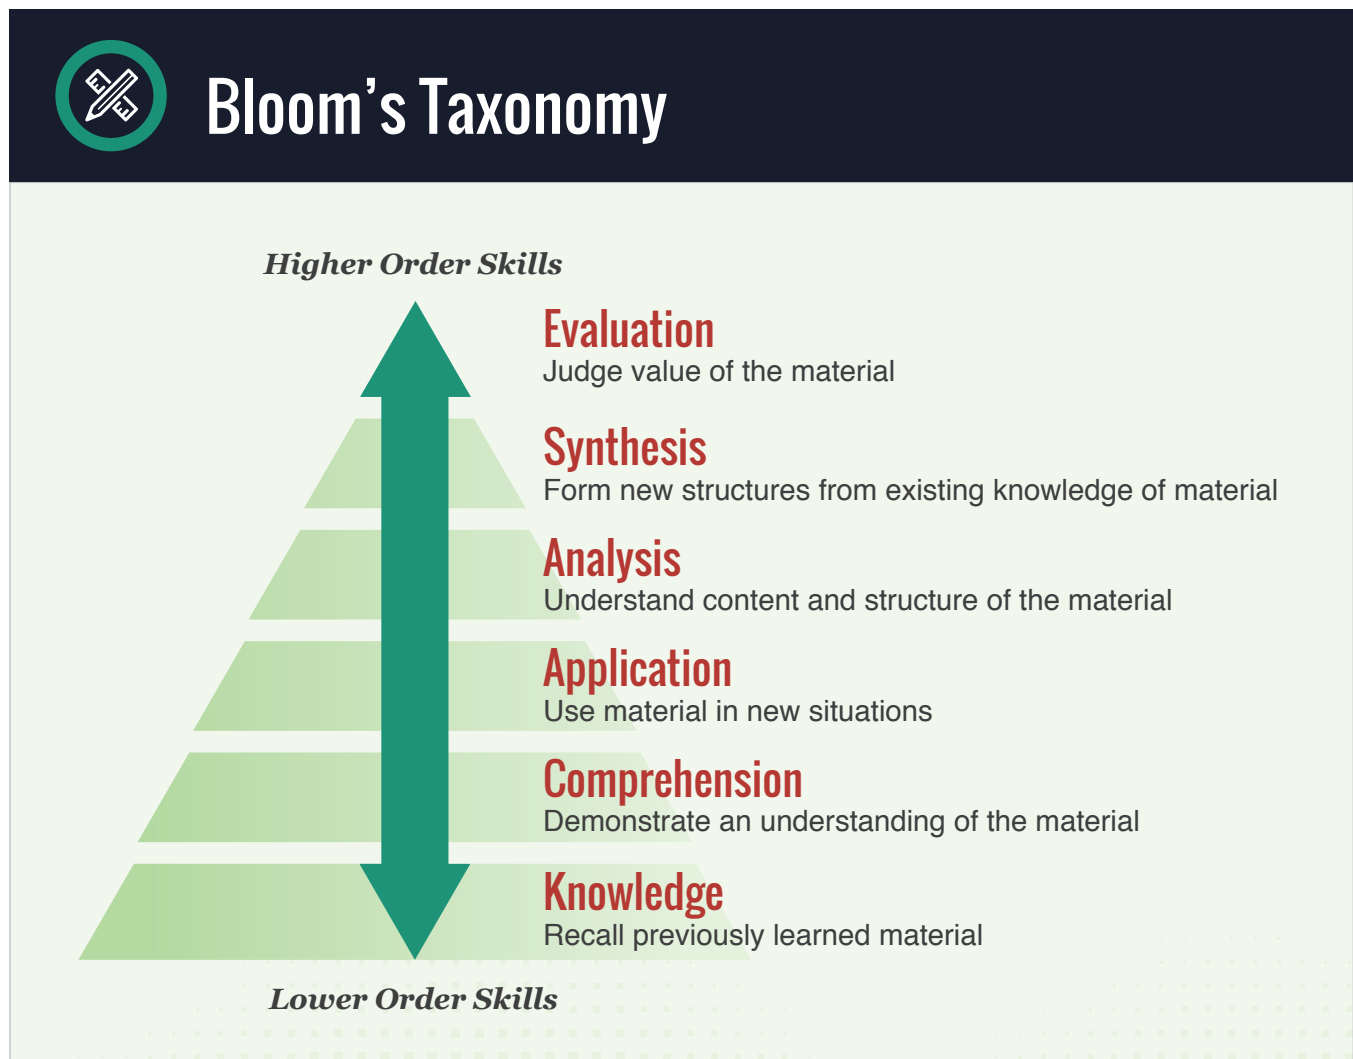 Bloom’s Taxonomy
Higher Order Skills
Evaluation
Judge value of the material
Synthesis
Form new structures from existing knowledge of material
Analysis
Understand content and structure of the material
Application
Use material in new situations
Comprehension
Demonstrate an understanding of the material
Knowledge
Recall previously learned material
Lower Order Skills